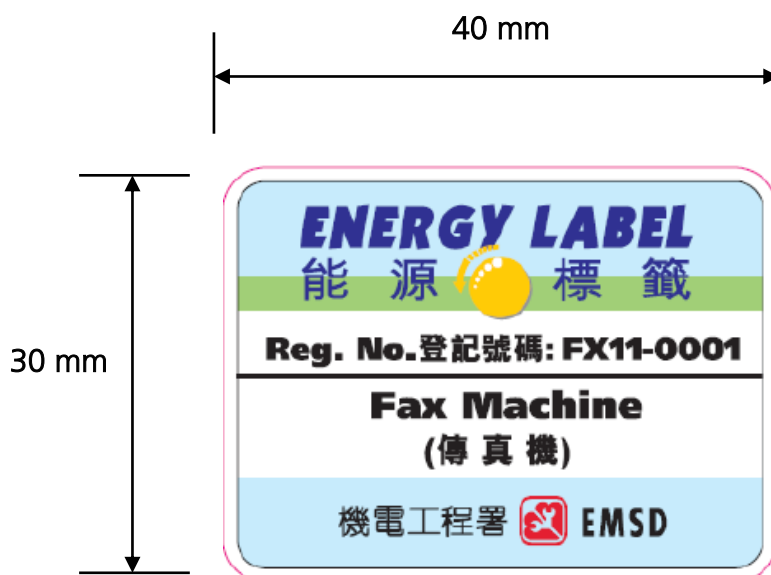 40 mm
30 mm
ENERGY LABEL
能 源 標 籤
Reg. No.登記號碼: FX11-0001
Fax Machine
(傳 真 機)
機電工程署 EMSD